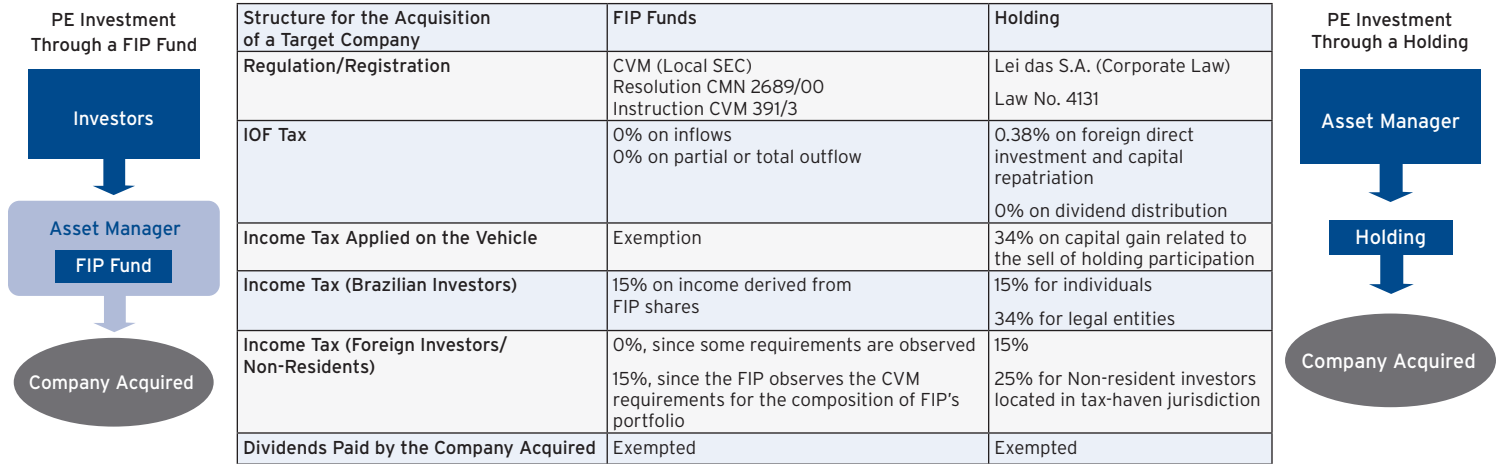 PE Investment
Through a FIP Fund
Investors
Asset Manager
FIP Fund
Company Acquired
Structure for the Acquisition
of a Target Company
FIP Funds
Holding
Regulation/Registration
CVM (Local SEC)
Resolution CMN 2689/00
Instruction CVM 391/3
Lei das S.A. (Corporate Law)
Law No. 4131
IOF Tax
0% on inflows
0% on partial or total outflow
0.38% on foreign direct
investment and capital
repatriation
0% on dividend distribution
Income Tax Applied on the Vehicle
Exemption
34% on capital gain related to
the sell of holding participation
Income Tax (Brazilian Investors)
15% on income derived from
FIP shares
15% for individuals
34% for legal entities
Income Tax (Foreign Investors/
Non-Residents)
0%, since some requirements are observed
15%, since the FIP observes the CVM
requirements for the composition of FIP's
portfolio
15%
25% for Non-resident investors
located in tax-haven jurisdiction
Dividends Paid by the Company Acquired
Exempted
Exempted
PE Investment
Through a Holding
Asset Manager
Holding
Company Acquired